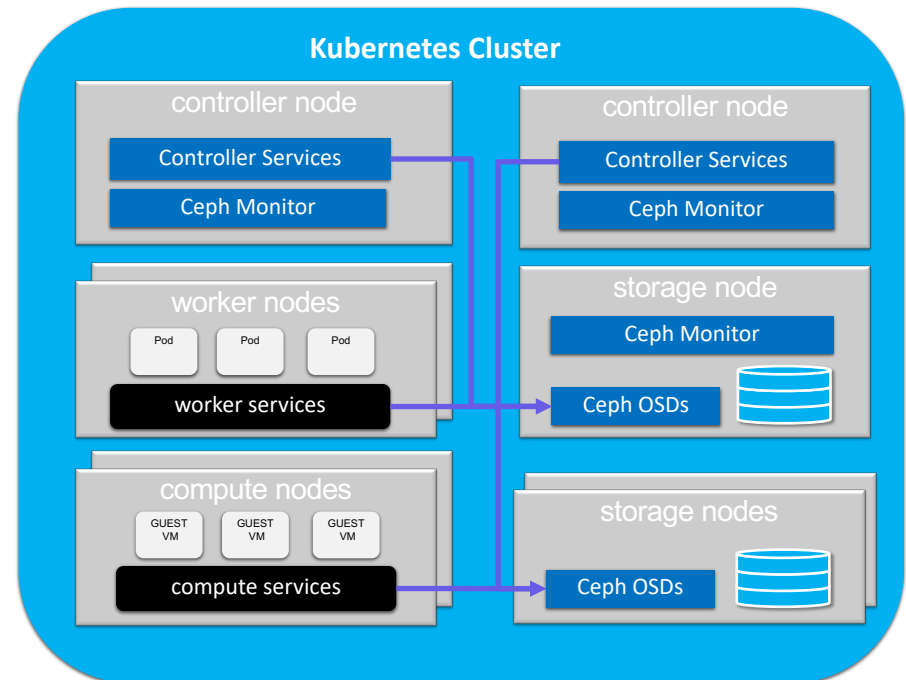 Kubernetes Cluster
controller node
Controller Services
Ceph Monitor
controller node
Controller Services
Ceph Monitor
worker nodes
Pod
Pod
Pod
worker services
storage node
Ceph Monitor
Ceph OSDs
compute nodes
GUEST
VM
GUEST
VM
GUEST
VM
compute services
storage nodes
Ceph OSDs